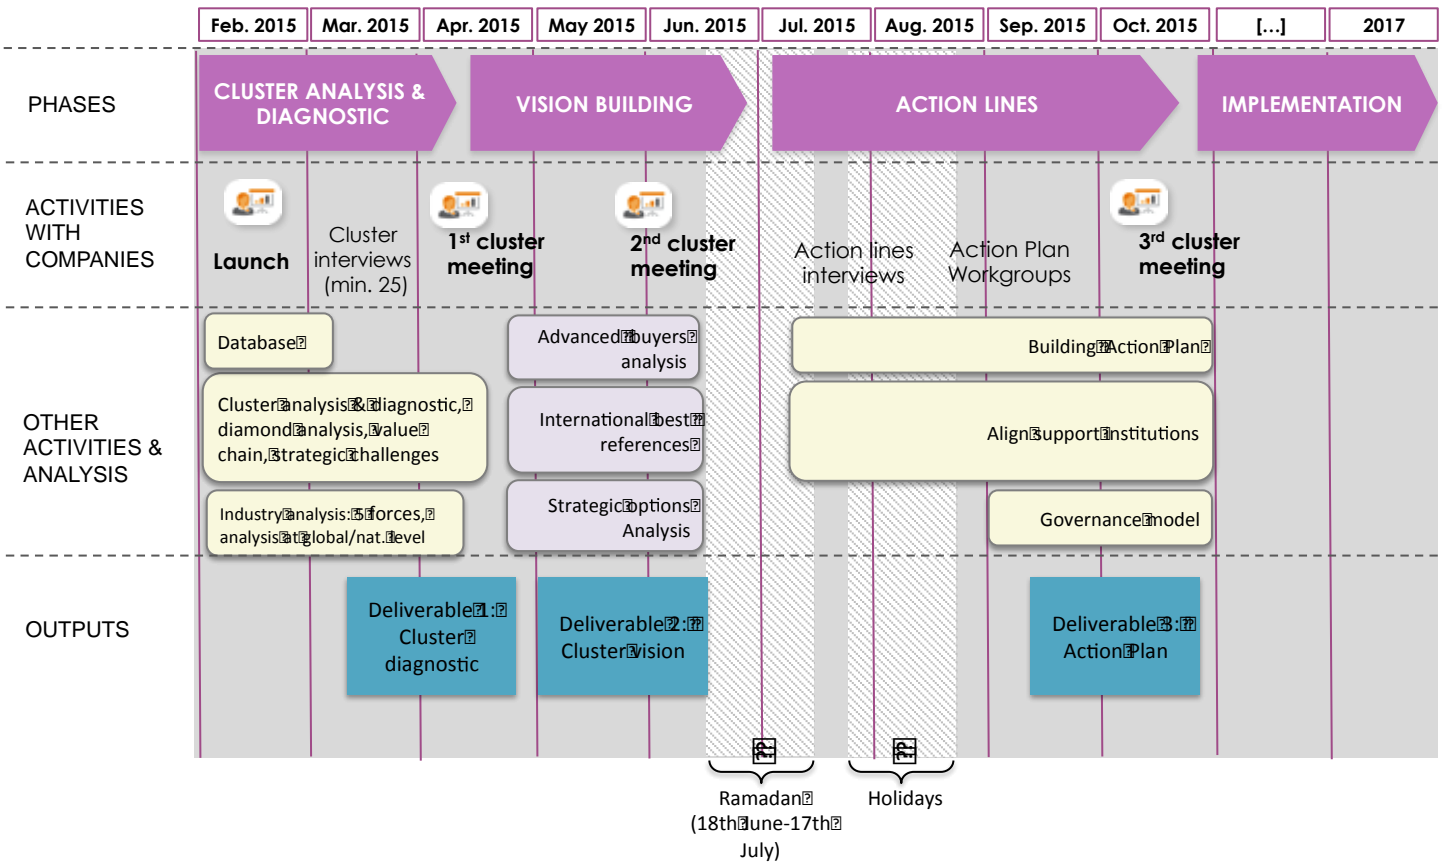 Feb. 2015
Mar. 2015
Apr. 2015
May 2015
Jun. 2015
Jul. 2015
Aug. 2015
Sep. 2015
Oct. 2015
[...]
2017
PHASES
CLUSTER ANALYSIS &
DIAGNOSTIC
VISION BUILDING
ACTION LINES
IMPLEMENTATION
ACTIVITIES
WITH
COMPANIES
Launch
Cluster
interviews
(min. 25)
1st cluster
meeting
2nd cluster
meeting
Action lines
interviews
Action Plan
Workgroups
3rd cluster
meeting
OTHER
ACTIVITIES &
ANALYSIS
Database
Cluster analysis & diagnostic,
diamond analysis, value
chain, strategic challenges
Industry analysis: 5 forces,
analysis at global/nat. level
Advanced buyers
analysis
International best
references
Strategic options
Analysis
Building Action Plan
Align support institutions
Governance model
OUTPUTS
Deliverable 1:
Cluster
diagnostic
Deliverable 2:
Cluster vision
Deliverable 3:
Action Plan
Ramadan
(18th June-17th
July)
Holidays